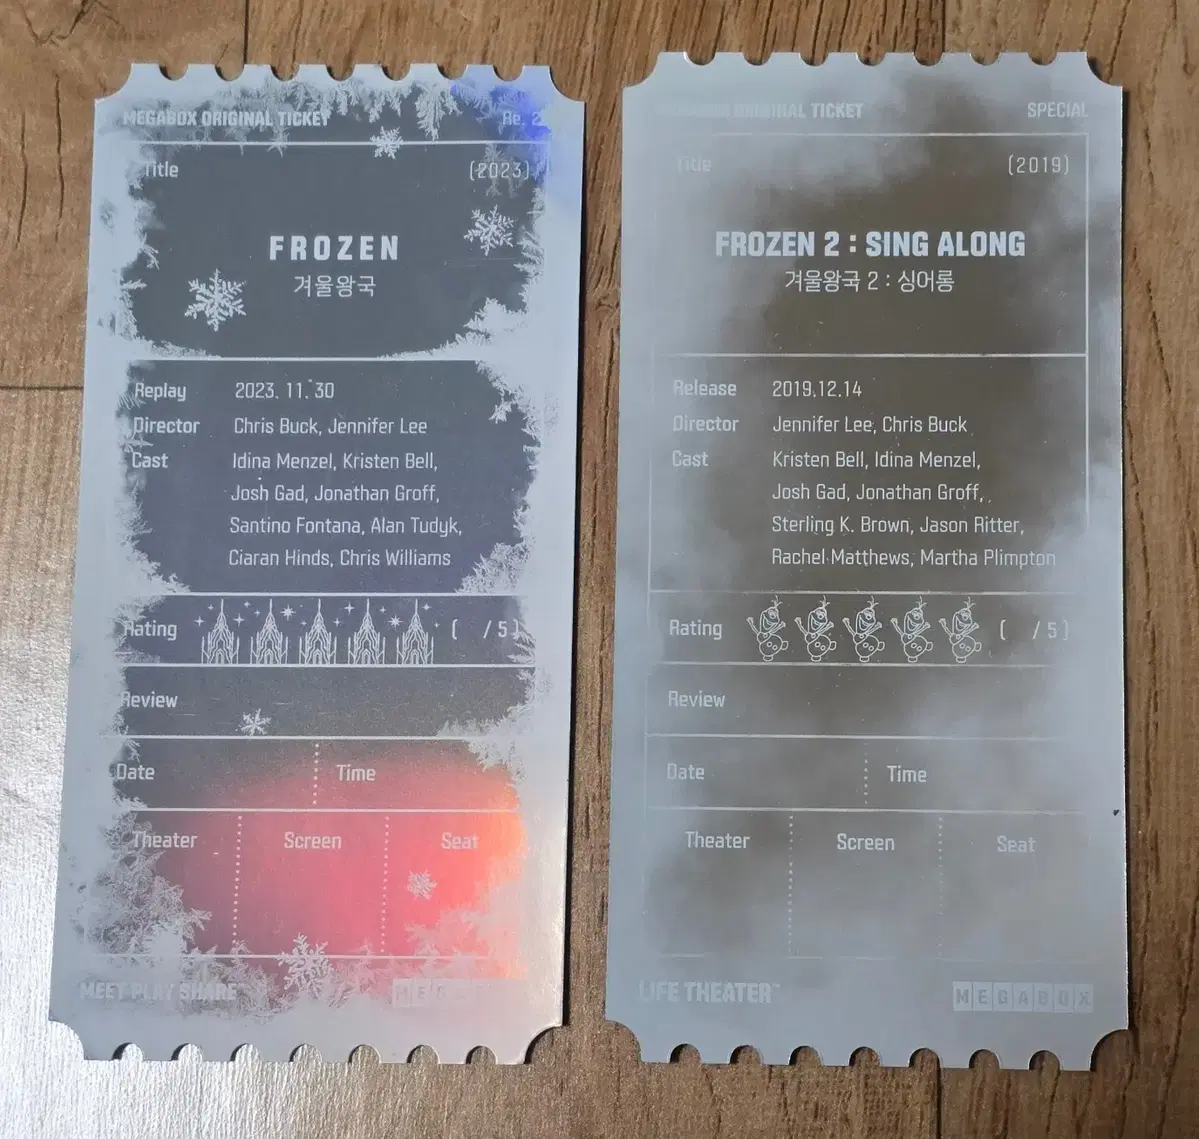 MEGABOX ORIGINAL TICKET
Re. 2
Title
(2023)
FROZEN
겨울왕국
Replay 2023. 11. 30
Director Chris Buck, Jennifer Lee
Cast Idina Menzel, Kristen Bell,
Josh Gad, Jonathan Groff,
Santino Fontana, Alan Tudyk,
Ciaran Hinds, Chris Williams
Rating ( / 5)
Review
Date Time
Theater Screen Seat
MEET PLAY SHARE
MEGABOX ORIGINAL TICKET
SPECIAL
Title
(2019)
FROZEN 2 : SING ALONG
겨울왕국 2 : 싱어롱
Release 2019.12.14
Director Jennifer Lee, Chris Buck
Cast Kristen Bell, Idina Menzel,
Josh Gad, Jonathan Groff,
Sterling K. Brown, Jason Ritter,
Rachel Matthews, Martha Plimpton
Rating ( / 5)
Review
Date Time
Theater Screen Seat
LIFE THEATER™
MEGABOX